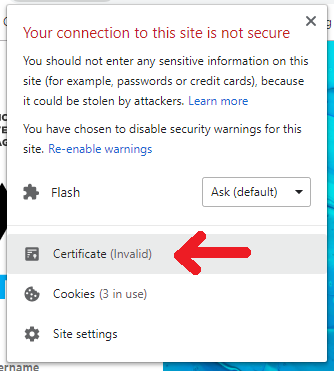 Your connection to this site is not secure
You should not enter any sensitive information on
this site (for example, passwords or credit cards), because
it could be stolen by attackers. Learn more
You have chosen to disable security warnings for this
site. Re-enable warnings
Flash
Ask (default)
Certificate (Invalid)
Cookies (3 in use)
Site settings